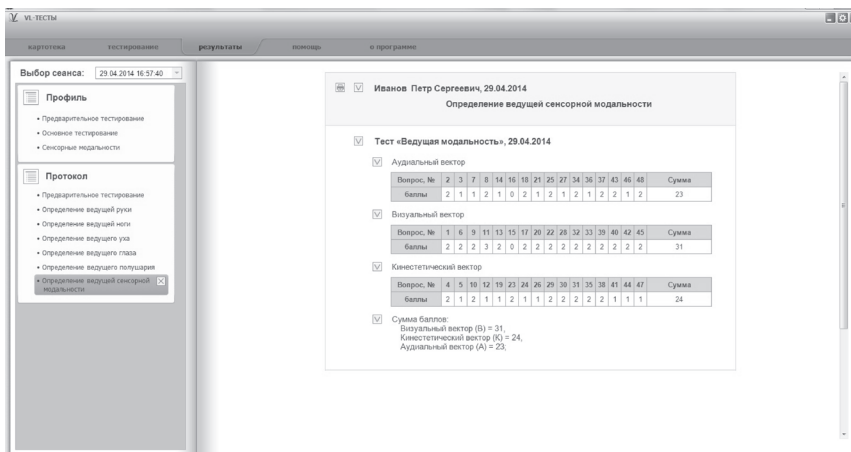 VL-ТЕСТЫ
картотека тестирование результаты помощь о программе
Выбор сеанса: 29.04.2014 16:57:40
Профиль
• Предварительное тестирование
• Основное тестирование
• Сенсорные модальности
Протокол
• Предварительное тестирование
• Определение ведущей руки
• Определение ведущей ноги
• Определение ведущего уха
• Определение ведущего глаза
• Определение ведущего полушария
• Определение ведущей сенсорной
модальности
Иванов Петр Сергеевич, 29.04.2014
Определение ведущей сенсорной модальности
Тест «Ведущая модальность», 29.04.2014
Аудиальный вектор
Вопрос, № 2 3 7 8 14 16 18 21 25 27 34 36 37 43 46 48 Сумма
баллы 2 1 1 2 1 0 2 1 2 1 2 1 2 2 1 2 23
Визуальный вектор
Вопрос, № 1 6 9 11 13 15 17 20 22 28 32 33 39 40 42 45 Сумма
баллы 2 2 2 3 2 0 2 2 2 2 2 2 2 2 2 2 31
Кинестетический вектор
Вопрос, № 4 5 10 12 19 23 24 26 29 30 31 35 38 41 44 47 Сумма
баллы 2 1 2 1 1 2 1 1 2 2 2 2 2 1 1 1 24
Сумма баллов:
Визуальный вектор (В) = 31,
Кинестетический вектор (К) = 24,
Аудиальный вектор (А) = 23;